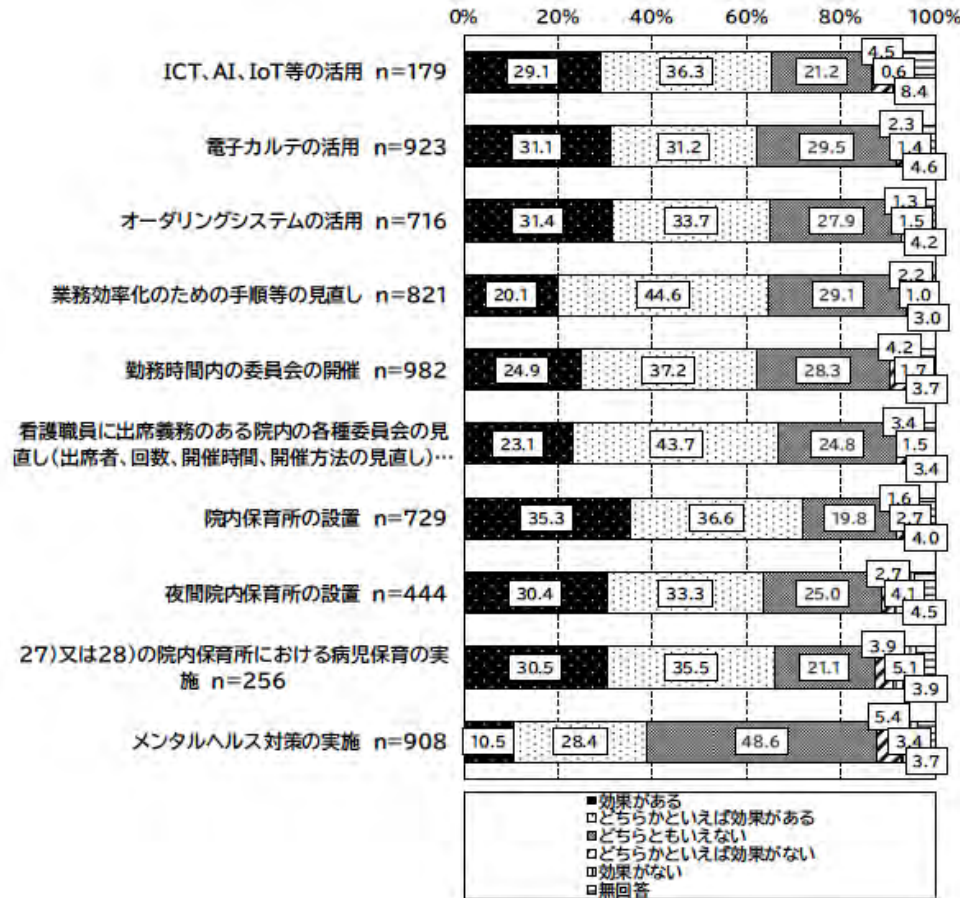 0% 20% 40% 60% 80% 100%
ICT、AI、IoT等の活用 n=179
29.1 36.3 21.2 4.5 0.6 8.4
電子カルテの活用 n=923
31.1 31.2 29.5 2.3 1.4 4.6
オーダリングシステムの活用 n=716
31.4 33.7 27.9 1.3 1.5 4.2
業務効率化のための手順等の見直し n=821
20.1 44.6 29.1 2.2 1.0 3.0
勤務時間内の委員会の開催 n=982
24.9 37.2 28.3 4.2 1.7 3.7
看護職員に出席義務のある院内の各種委員会の見
直し(出席者、回数、開催時間、開催方法の見直し)…
23.1 43.7 24.8 3.4 1.5 3.4
院内保育所の設置 n=729
35.3 36.6 19.8 1.6 2.7 4.0
夜間院内保育所の設置 n=444
30.4 33.3 25.0 2.7 4.1 4.5
27)又は28)の院内保育所における病児保育の実
施 n=256
30.5 35.5 21.1 3.9 5.1 3.9
メンタルヘルス対策の実施 n=908
10.5 28.4 48.6 5.4 3.4 3.7
効果がある
どちらかといえば効果がある
どちらともいえない
どちらかといえば効果がない
効果がない
無回答